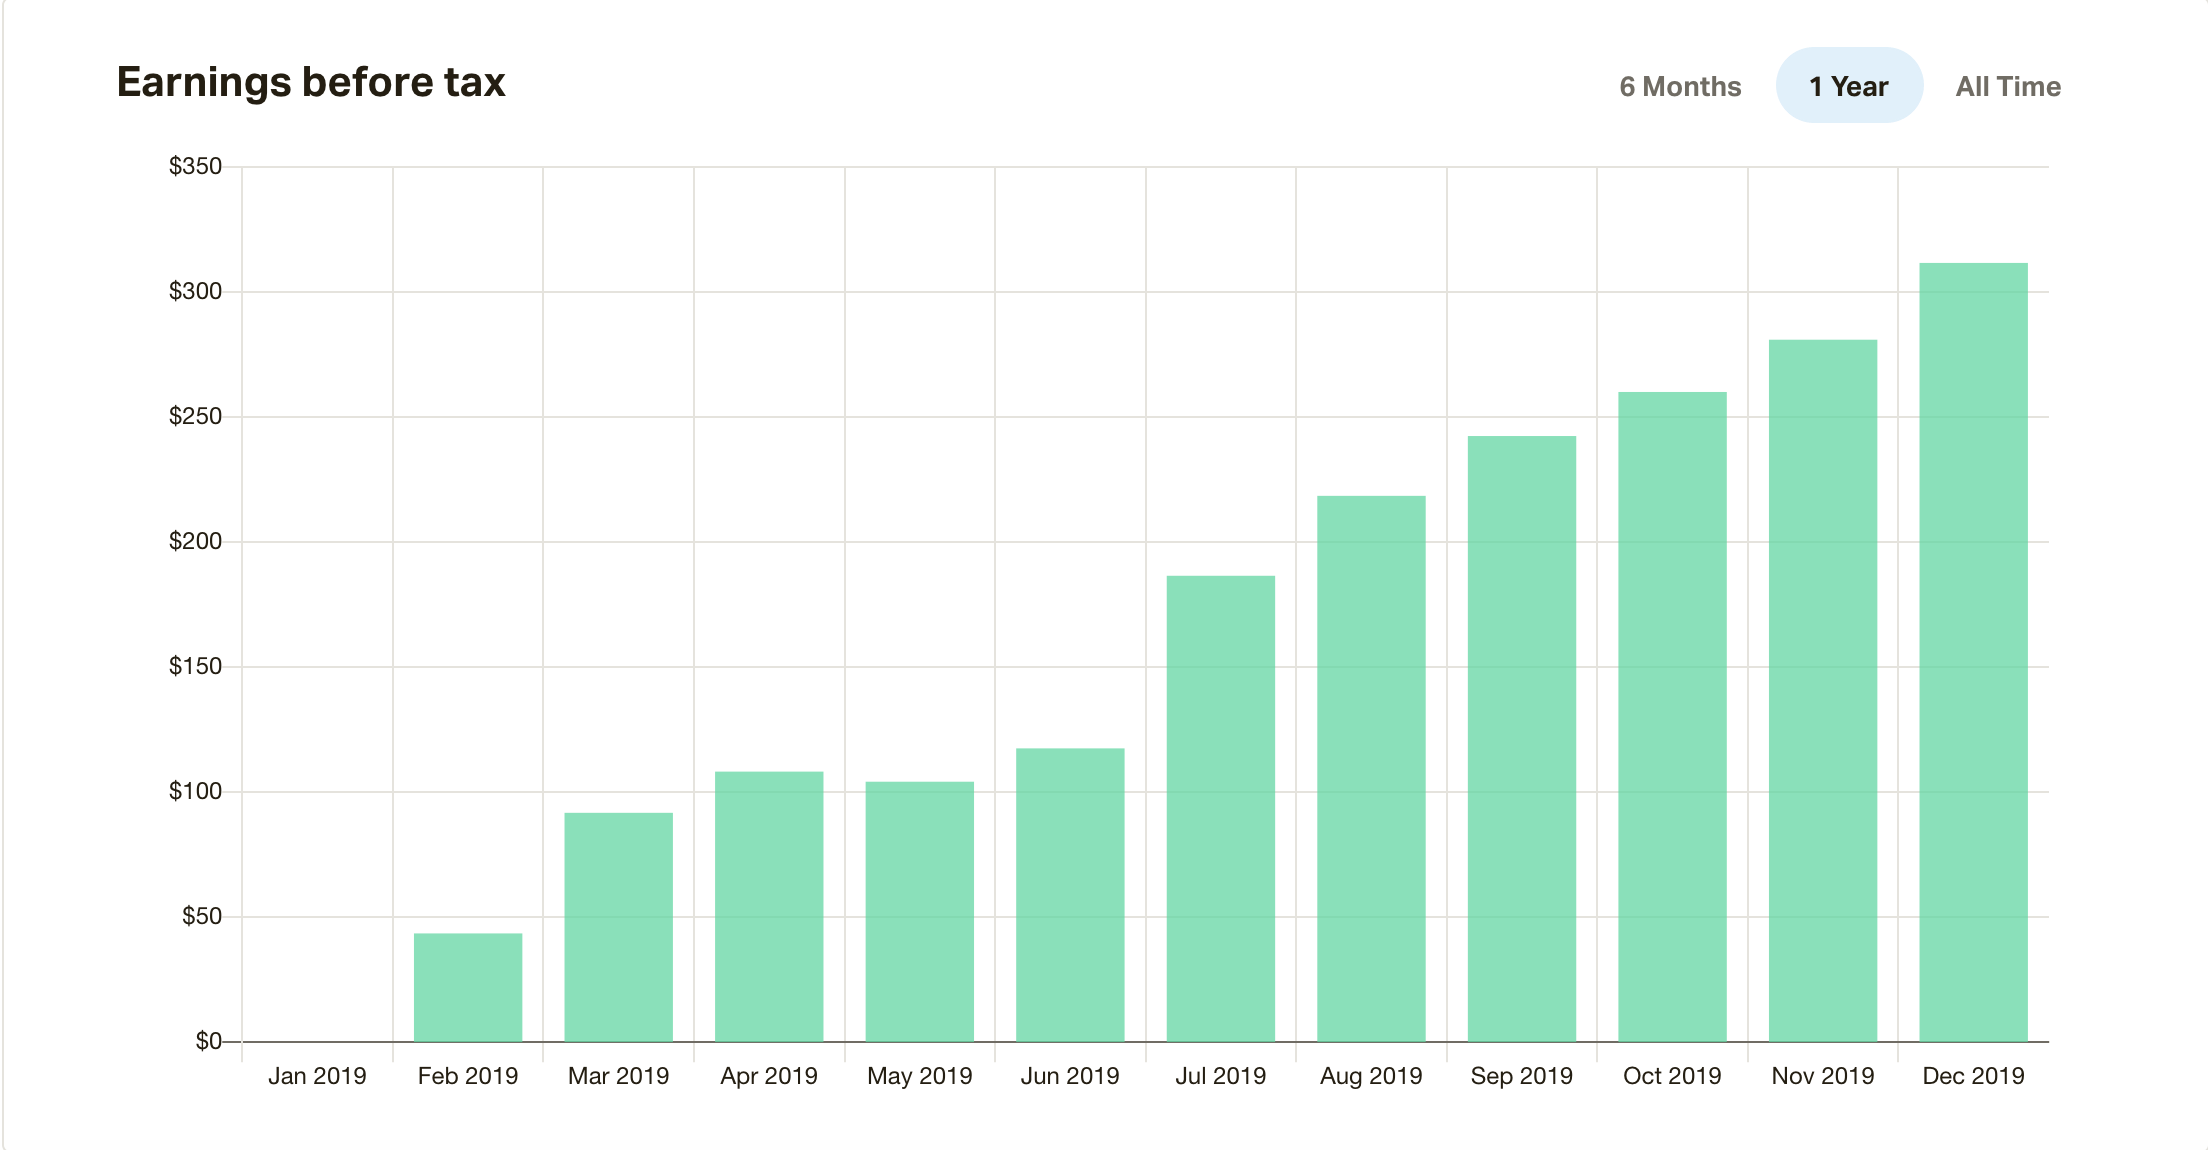 Earnings before tax
6 Months 1 Year All Time
$350
$300
$250
$200
$150
$100
$50
$0
Jan 2019 Feb 2019 Mar 2019 Apr 2019 May 2019 Jun 2019 Jul 2019 Aug 2019 Sep 2019 Oct 2019 Nov 2019 Dec 2019